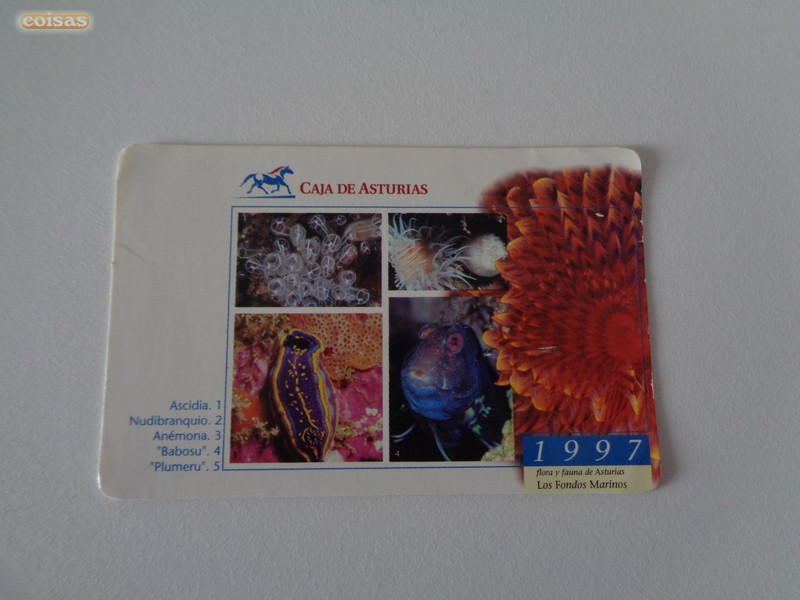 coisas
CAJA DE ASTURIAS
Ascidia. 1
Nudibranquio. 2
Anémona. 3
"Babosu". 4
"Plumeru". 5
4
1997
flora y fauna de Asturias
Los Fondos Marinos